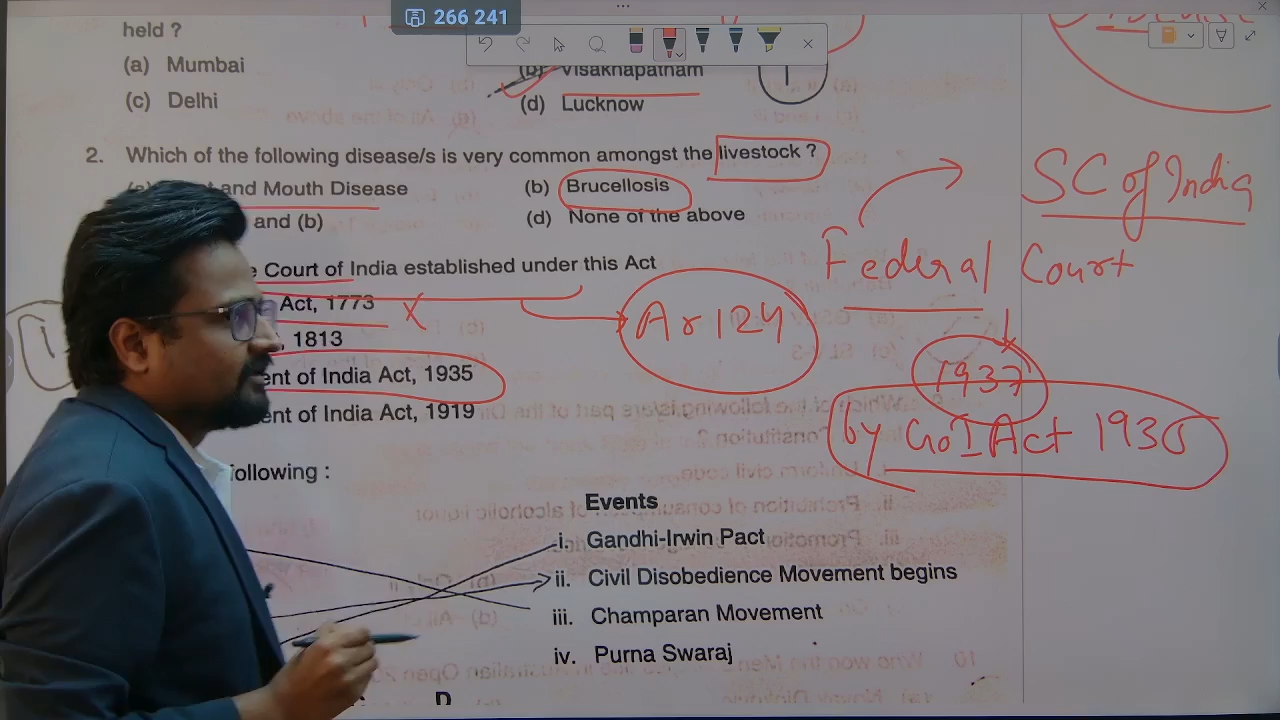 266 241
held ?
(a) Mumbai
(b) Visakhapatnam
(c) Delhi
(d) Lucknow
2. Which of the following disease/s is very common amongst the livestock ?
and Mouth Disease
(b) Brucellosis
and (b)
(d) None of the above
Court of India established under this Act
Act, 1773
, 1813
ent of India Act, 1935
ent of India Act, 1919
ollowing :
Events
i. Gandhi-Irwin Pact
ii. Civil Disobedience Movement begins
iii. Champaran Movement
iv. Purna Swaraj
D
Ar 124
SC of India
Federal Court
1937
by GoI Act 1935